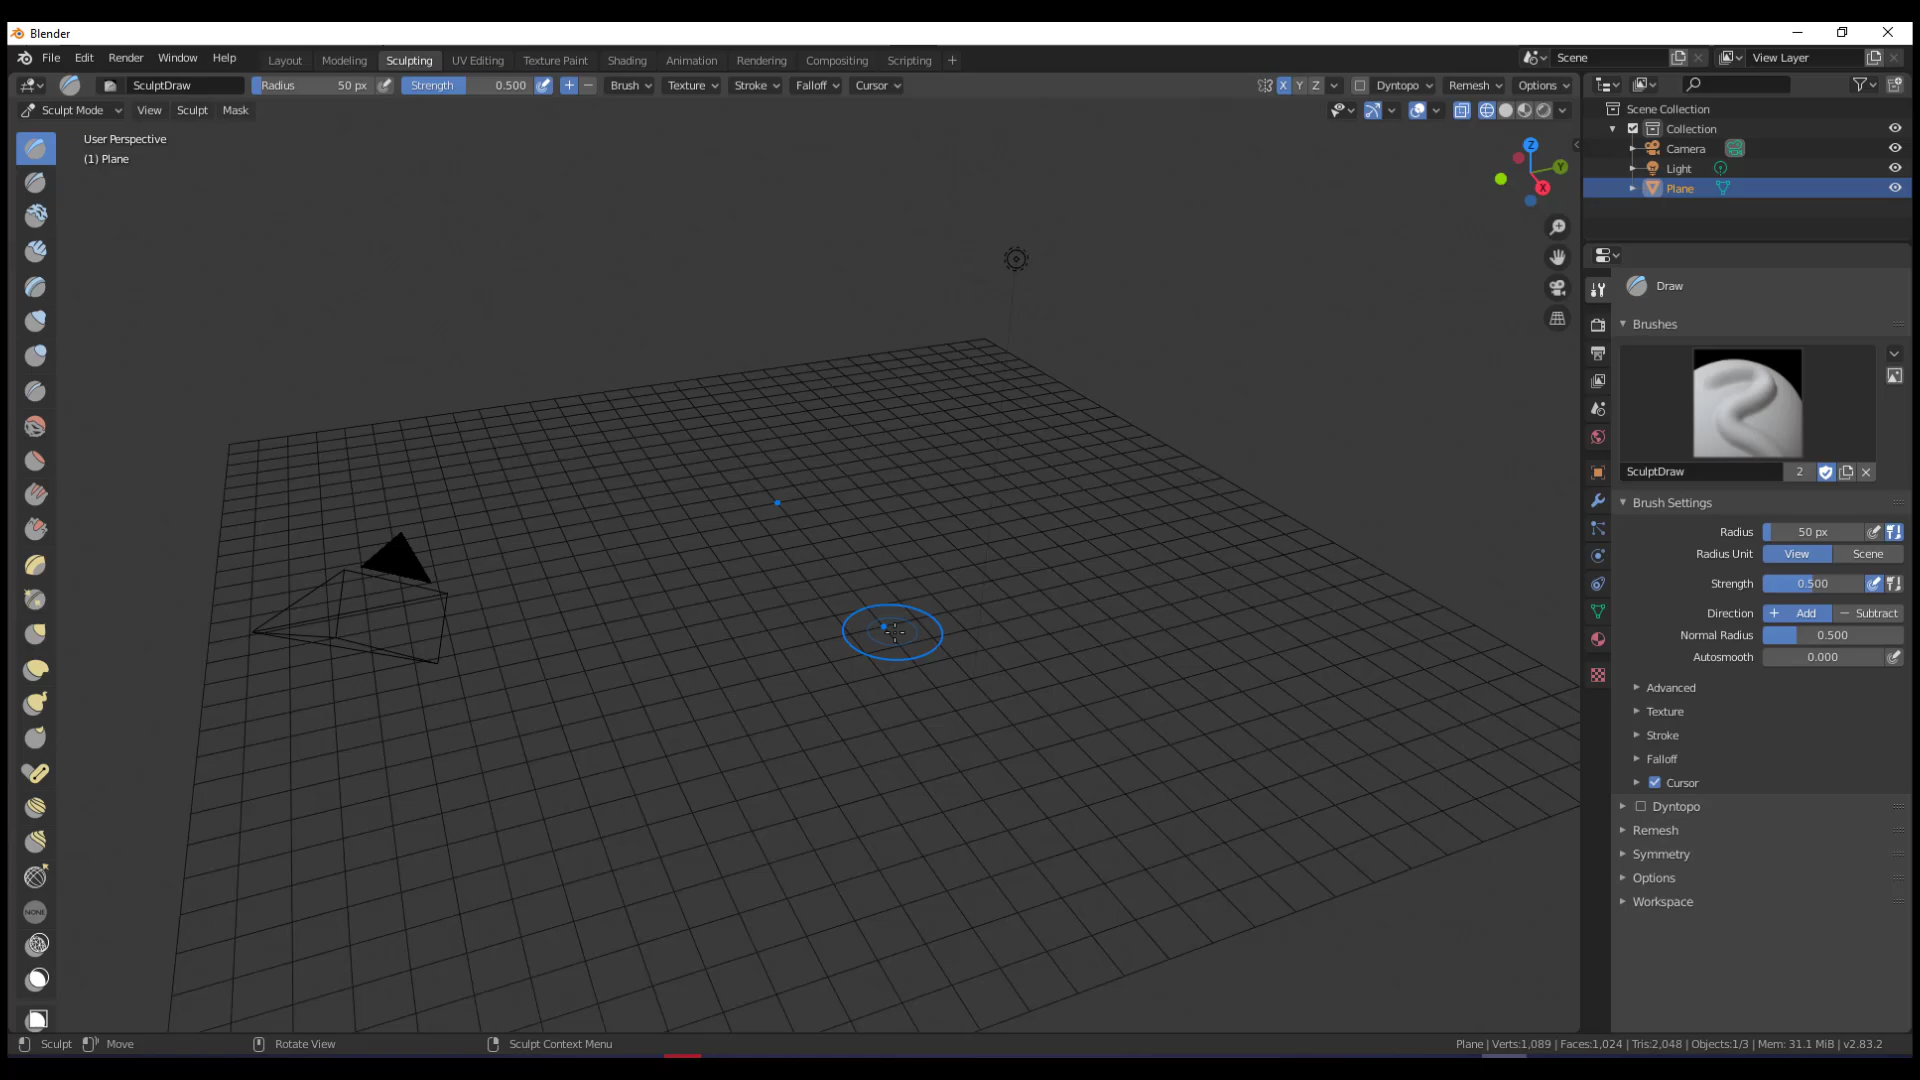 Blender
File Edit Render Window Help Layout Modeling Sculpting UV Editing Texture Paint Shading Animation Rendering Compositing Scripting + Scene View Layer
SculptDraw Radius 50 px Strength 0.500 + − Brush Texture Stroke Falloff Cursor X Y Z Dyntopo Remesh Options
Sculpt Mode View Sculpt Mask
User Perspective
(1) Plane
Z
Y
X
NONE
Scene Collection
Collection
Camera
Light
Plane
Draw
Brushes
SculptDraw 2
Brush Settings
Radius 50 px
Radius Unit View Scene
Strength 0.500
Direction + Add − Subtract
Normal Radius 0.500
Autosmooth 0.000
Advanced
Texture
Stroke
Falloff
Cursor
Dyntopo
Remesh
Symmetry
Options
Workspace
Sculpt Move Rotate View Sculpt Context Menu Plane | Verts:1,089 | Faces:1,024 | Tris:2,048 | Objects:1/3 | Mem: 31.1 MiB | v2.83.2